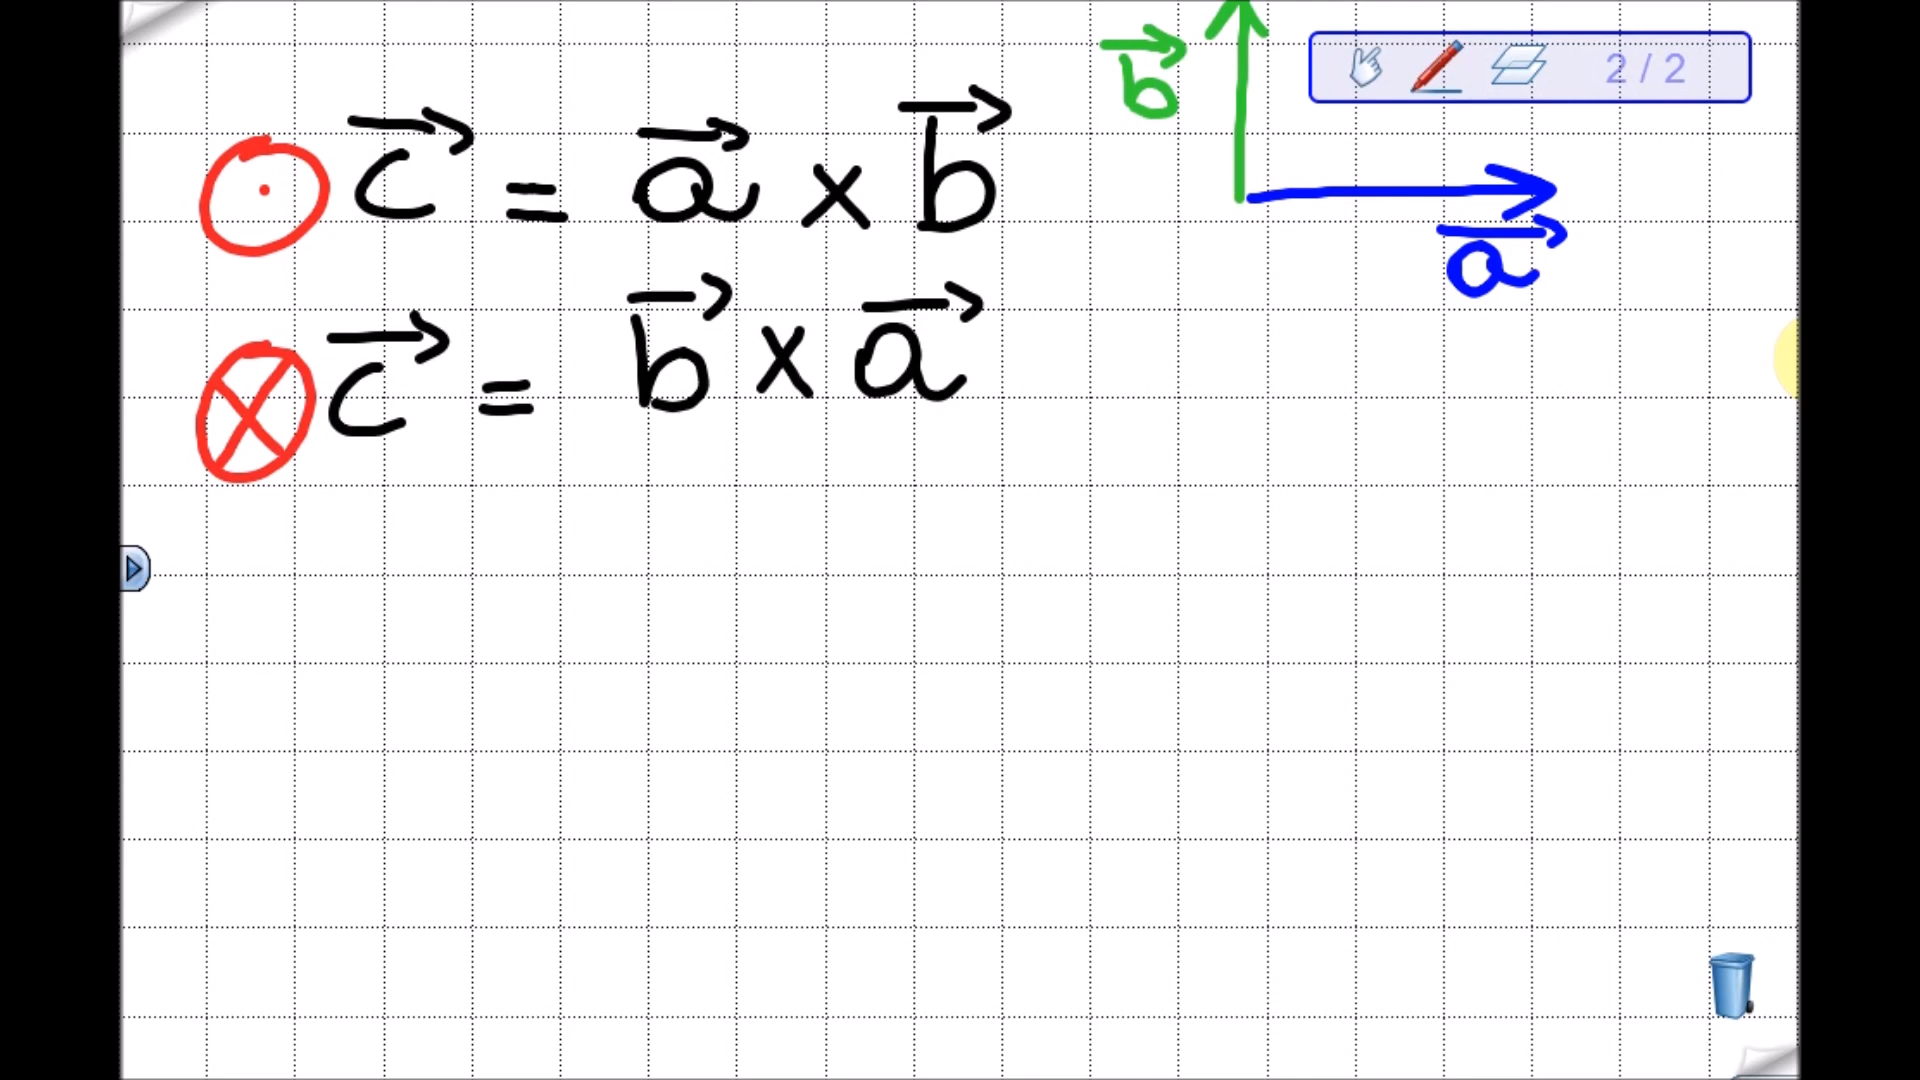 b⃗
2 / 2
c⃗ = a⃗ × b⃗
a⃗
c⃗ = b⃗ × a⃗